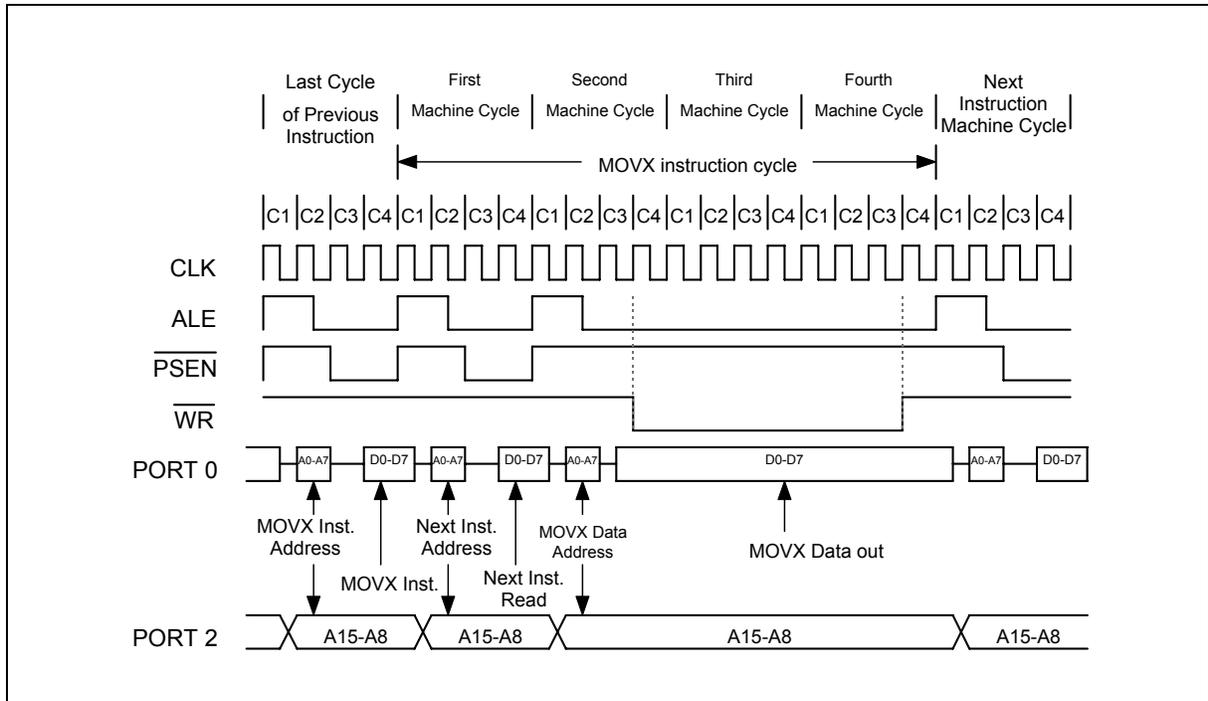 Last Cycle
of Previous
Instruction
First
Machine Cycle
Second
Machine Cycle
Third
Machine Cycle
Fourth
Machine Cycle
Next
Instruction
Machine Cycle
MOVX instruction cycle
C1 C2 C3 C4 C1 C2 C3 C4 C1 C2 C3 C4 C1 C2 C3 C4 C1 C2 C3 C4 C1 C2 C3 C4
CLK
ALE
PSEN
WR
PORT 0
A0-A7 D0-D7 A0-A7 D0-D7 A0-A7 D0-D7 A0-A7 D0-D7
MOVX Inst.
Address
MOVX Inst.
Next Inst.
Address
Next Inst.
Read
MOVX Data
Address
MOVX Data out
PORT 2
A15-A8 A15-A8 A15-A8 A15-A8